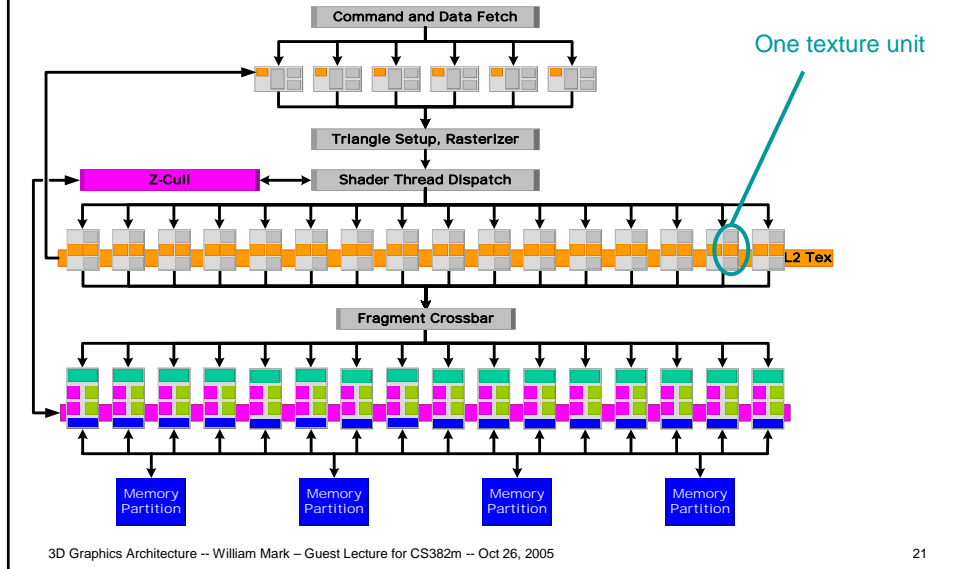 Command and Data Fetch
One texture unit
Triangle Setup, Rasterizer
Z-Cull
Shader Thread Dispatch
L2 Tex
Fragment Crossbar
Memory
Partition
Memory
Partition
Memory
Partition
Memory
Partition
3D Graphics Architecture -- William Mark – Guest Lecture for CS382m -- Oct 26, 2005
21